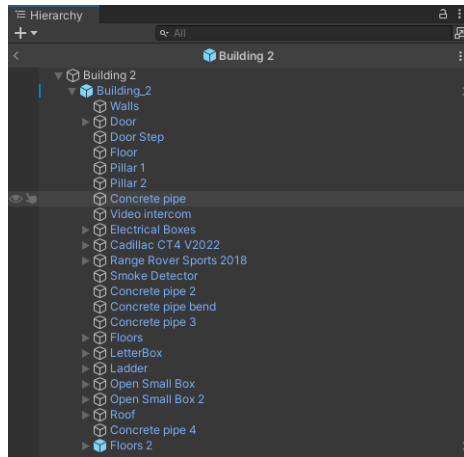 Hierarchy
All
Building 2
Building 2
Building_2
Walls
Door
Door Step
Floor
Pillar 1
Pillar 2
Concrete pipe
Video intercom
Electrical Boxes
Cadillac CT4 V2022
Range Rover Sports 2018
Smoke Detector
Concrete pipe 2
Concrete pipe bend
Concrete pipe 3
Floors
LetterBox
Ladder
Open Small Box
Open Small Box 2
Roof
Concrete pipe 4
Floors 2